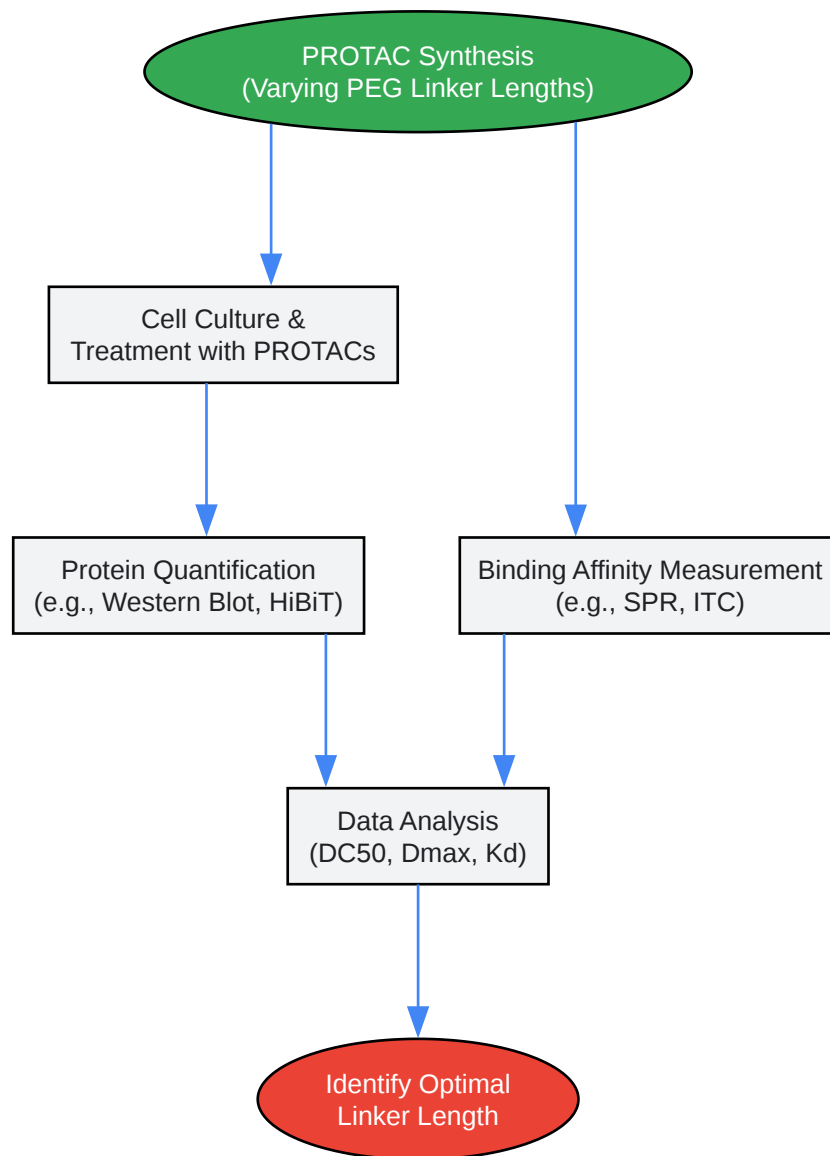 PROTAC Synthesis
(Varying PEG Linker Lengths)
Cell Culture &
Treatment with PROTACs
Protein Quantification
(e.g., Western Blot, HiBiT)
Binding Affinity Measurement
(e.g., SPR, ITC)
Data Analysis
(DC50, Dmax, Kd)
Identify Optimal
Linker Length